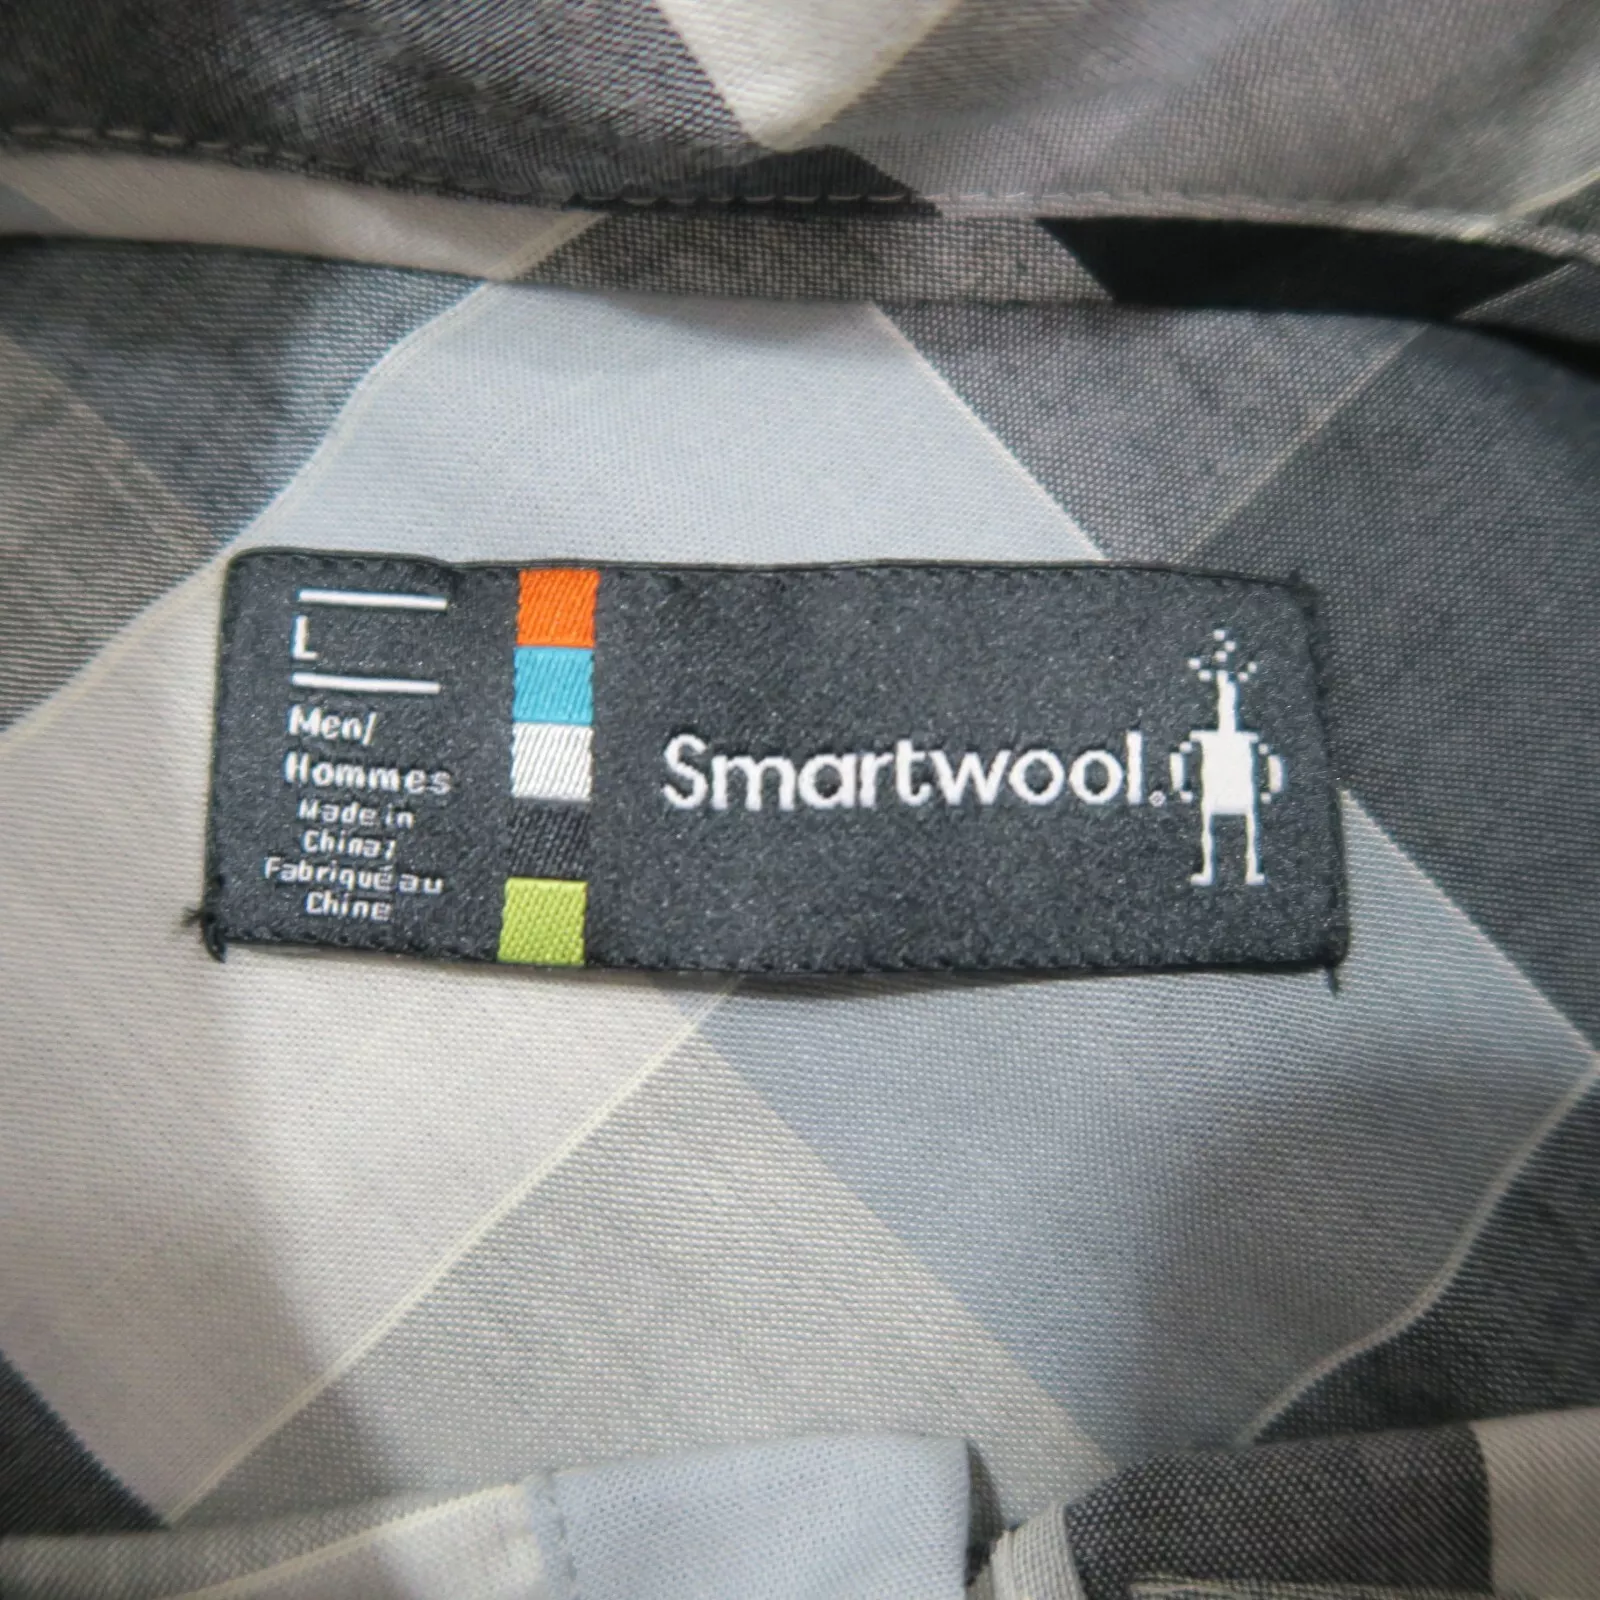 L
Men/
Hommes
Made in
China/
Fabriqué au
Chine
Smartwool.®